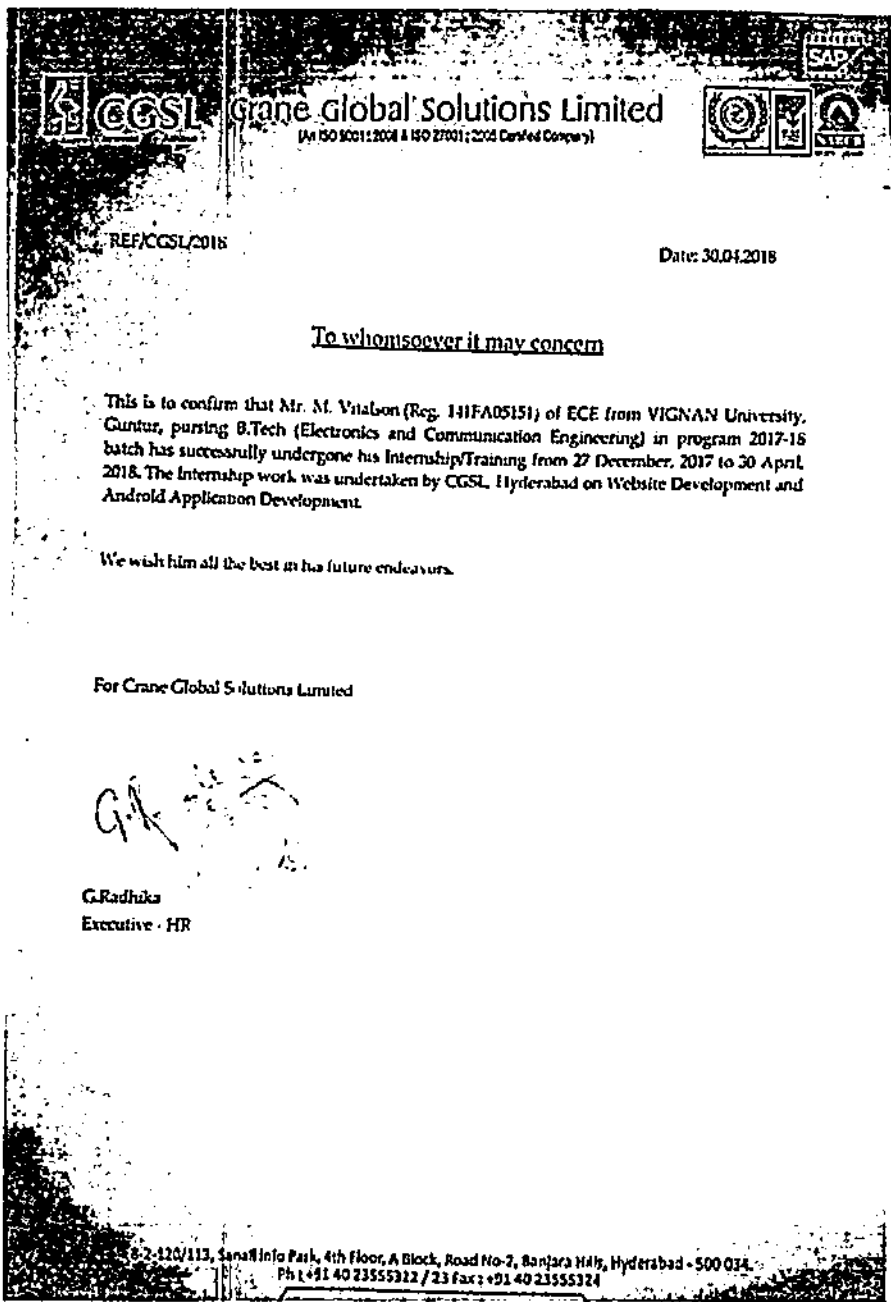 SAP
CGSL Crane Global Solutions Limited
(An ISO 9001:2008 & ISO 27001:2005 Certified Company)
REF/CGSL/2018
Date: 30.04.2018
To whomsoever it may concern
This is to confirm that Mr. M. (Reg. 141FA05151) of ECE from VIGNAN University,
Guntur, pursing B.Tech (Electronics and Communication Engineering) in program 2017-18
batch has successfully undergone his Internship/Training from 27 December, 2017 to 30 April,
2018. The Internship work was undertaken by CGSL, Hyderabad on Website Development and
Android Application Development.
We wish him all the best in his future endeavors.
For Crane Global Solutions Limited
G.Radhika
Executive - HR
8-2-120/113, Info Park, 4th Floor, A Block, Road No-2, Banjara Hills, Hyderabad - 500 034.
Ph : +91 40 23555322 / 23 Fax : +91 40 23555324